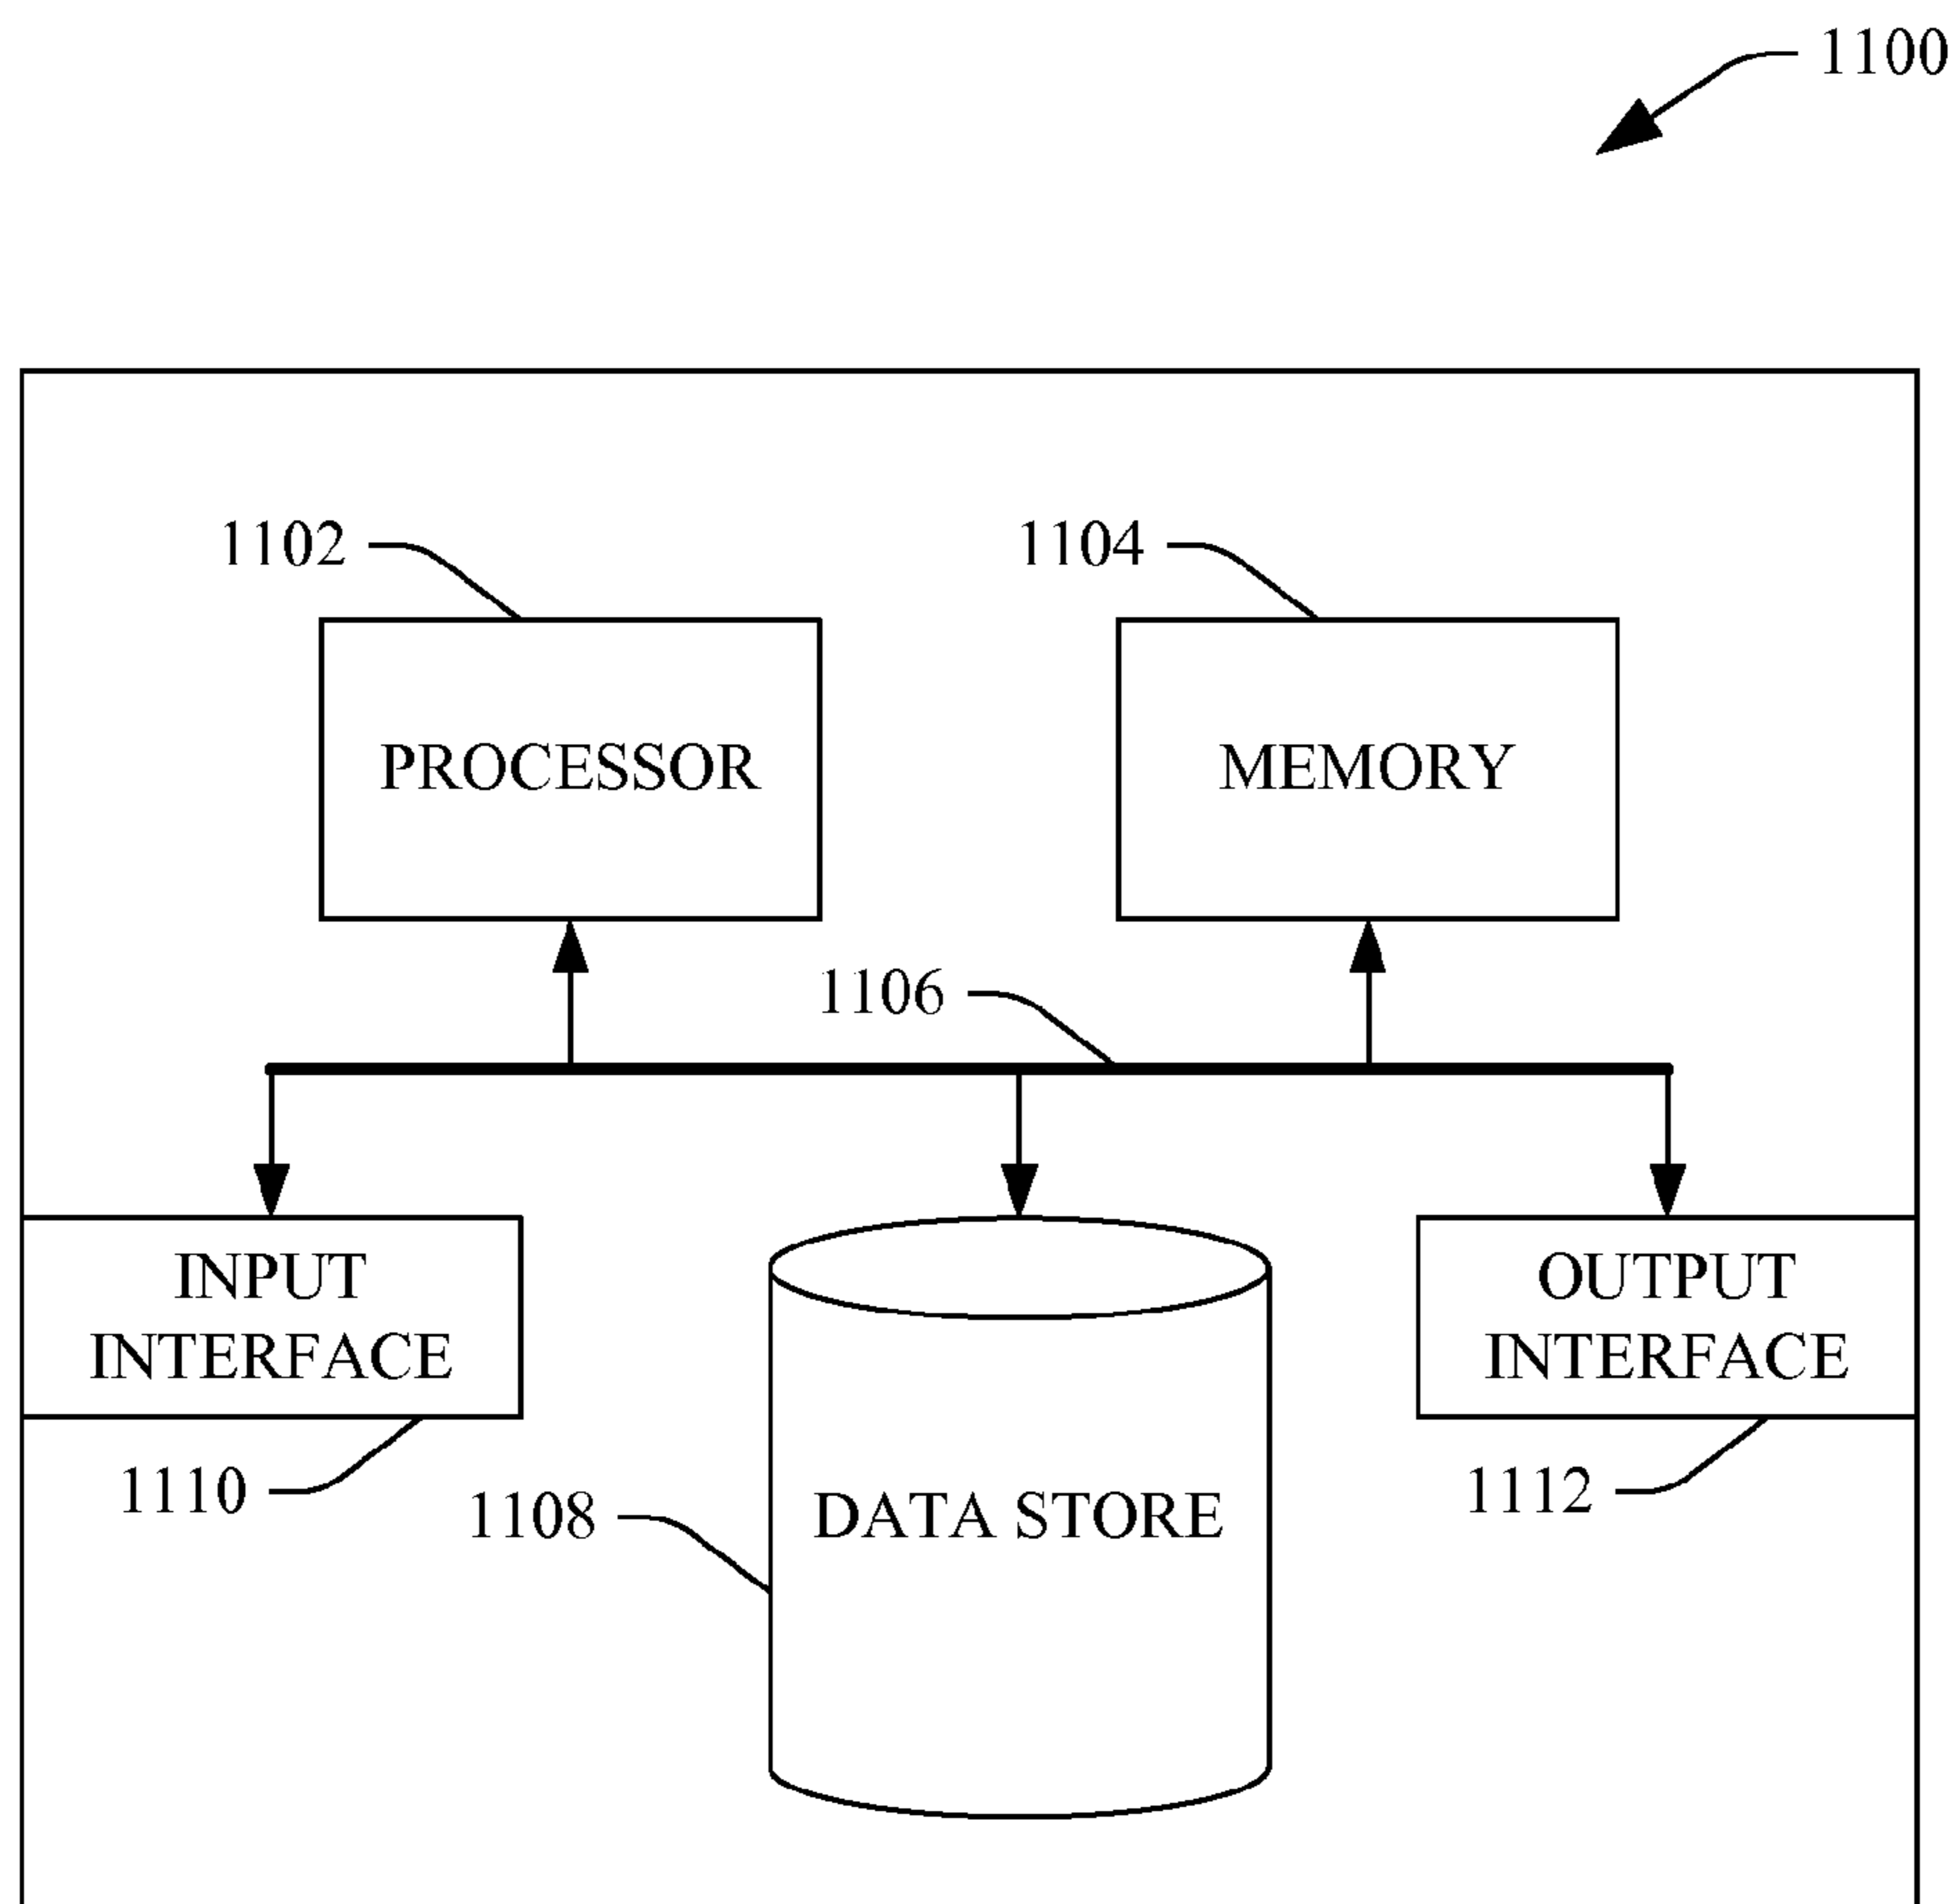 1100
1102
1104
PROCESSOR
MEMORY
1106
INPUT
INTERFACE
OUTPUT
INTERFACE
1110
1108
DATA STORE
1112